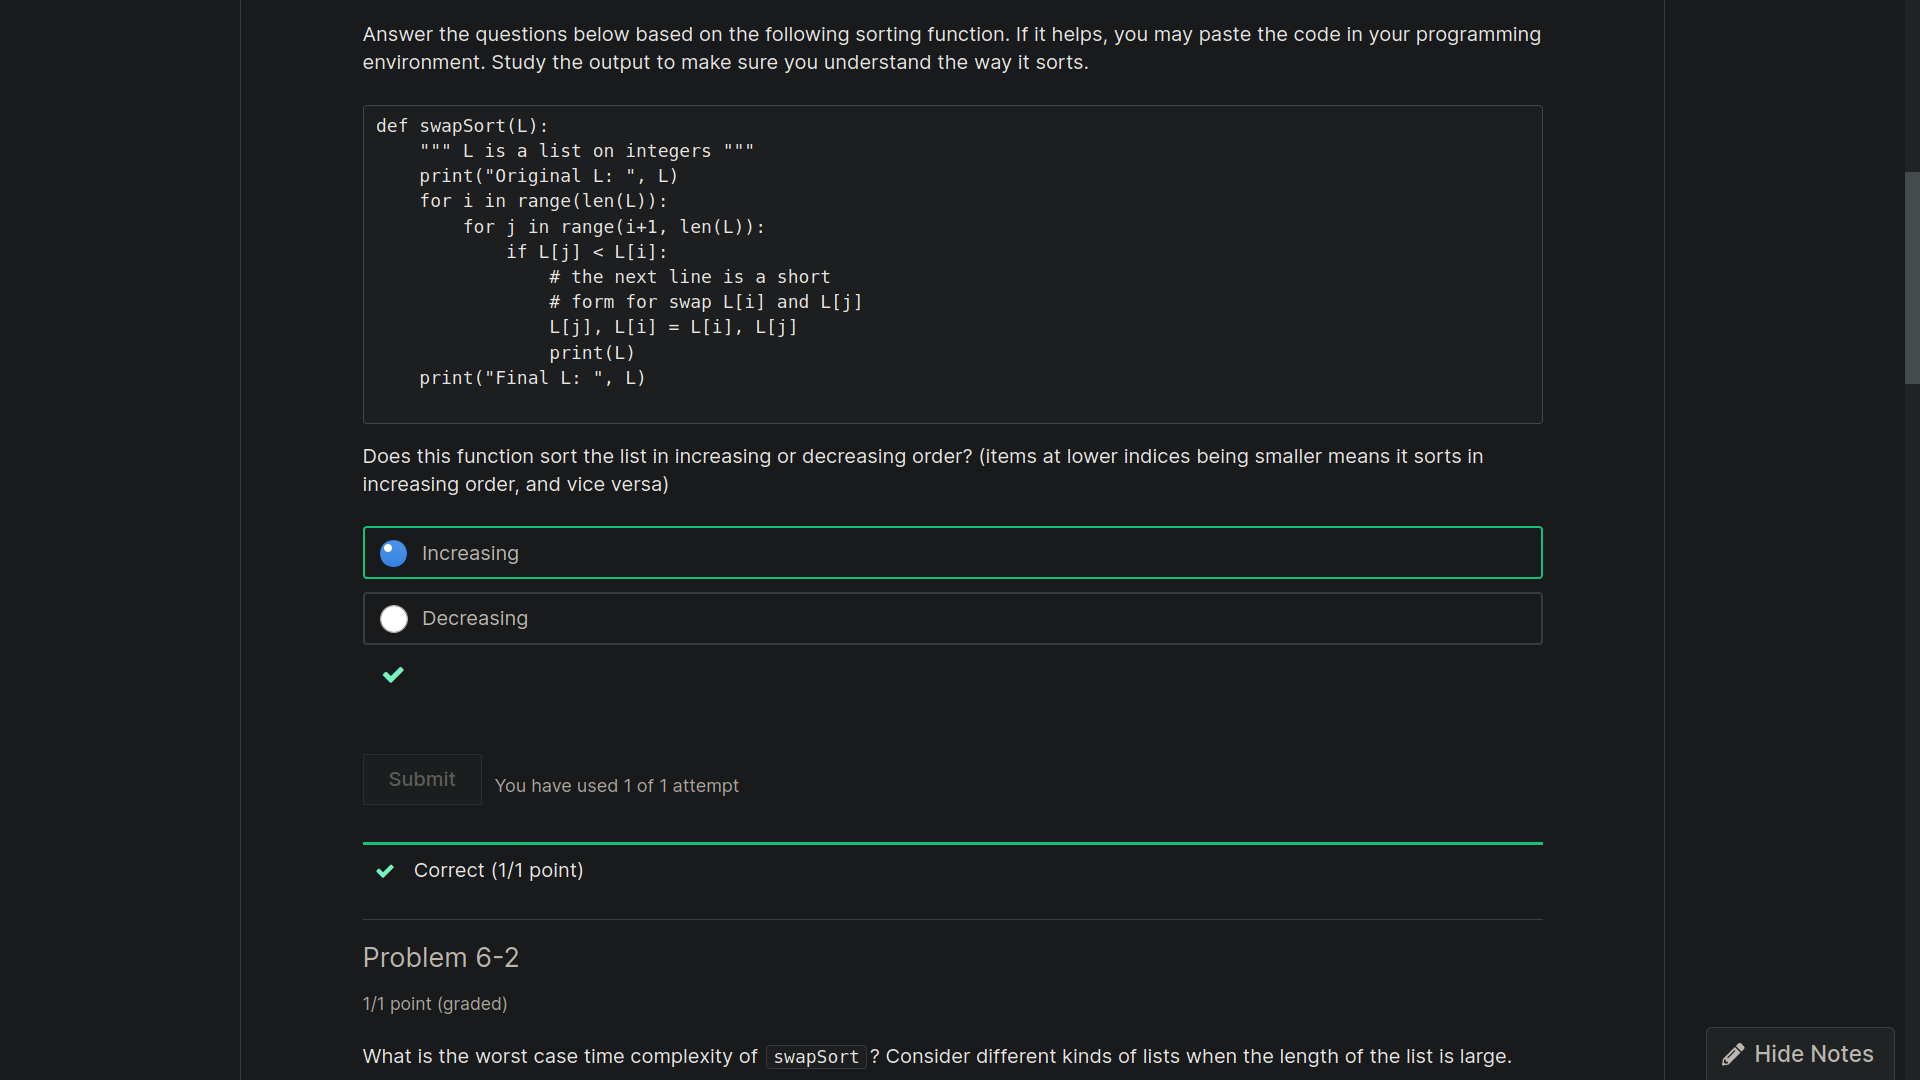 Answer the questions below based on the following sorting function. If it helps, you may paste the code in your programming
environment. Study the output to make sure you understand the way it sorts.
def swapSort(L):
    """ L is a list on integers """
    print("Original L: ", L)
    for i in range(len(L)):
        for j in range(i+1, len(L)):
            if L[j] < L[i]:
                # the next line is a short
                # form for swap L[i] and L[j]
                L[j], L[i] = L[i], L[j]
                print(L)
    print("Final L: ", L)
Does this function sort the list in increasing or decreasing order? (items at lower indices being smaller means it sorts in
increasing order, and vice versa)
Increasing
Decreasing
Submit
You have used 1 of 1 attempt
Correct (1/1 point)
Problem 6-2
1/1 point (graded)
What is the worst case time complexity of swapSort? Consider different kinds of lists when the length of the list is large.
Hide Notes